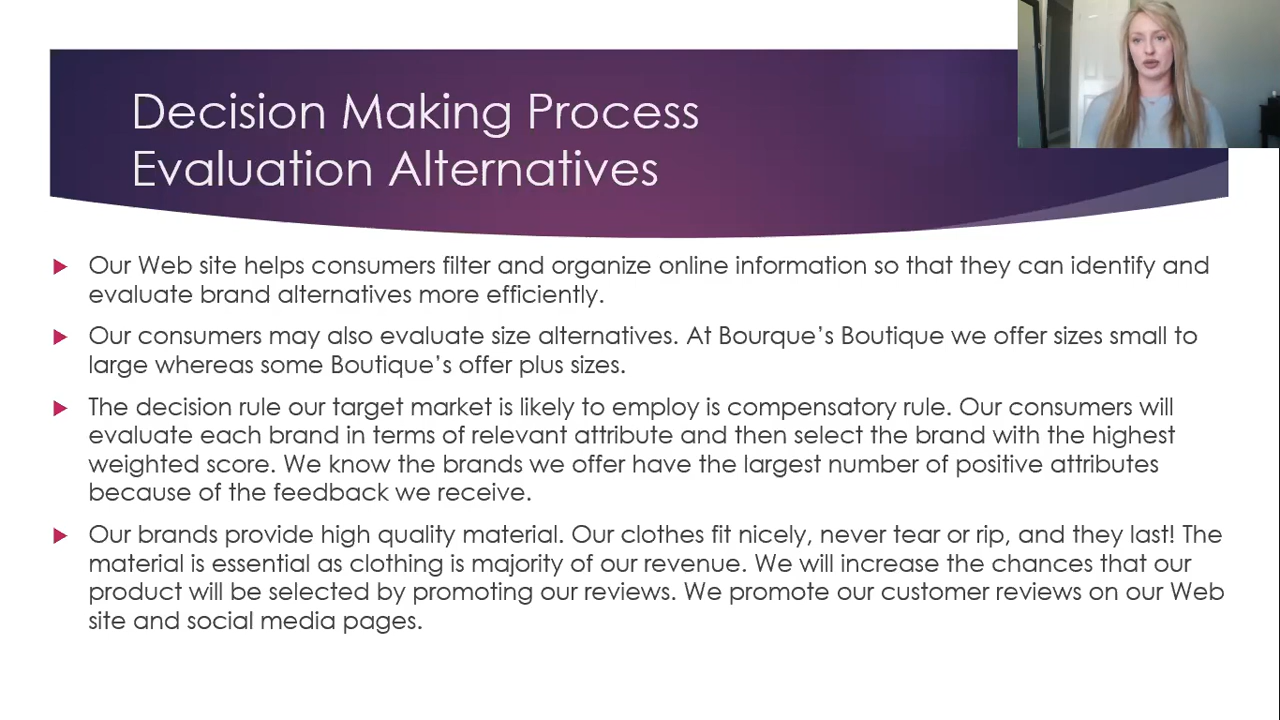 Decision Making Process
Evaluation Alternatives
Our Web site helps consumers filter and organize online information so that they can identify and
evaluate brand alternatives more efficiently.
Our consumers may also evaluate size alternatives. At Bourque’s Boutique we offer sizes small to
large whereas some Boutique’s offer plus sizes.
The decision rule our target market is likely to employ is compensatory rule. Our consumers will
evaluate each brand in terms of relevant attribute and then select the brand with the highest
weighted score. We know the brands we offer have the largest number of positive attributes
because of the feedback we receive.
Our brands provide high quality material. Our clothes fit nicely, never tear or rip, and they last! The
material is essential as clothing is majority of our revenue. We will increase the chances that our
product will be selected by promoting our reviews. We promote our customer reviews on our Web
site and social media pages.